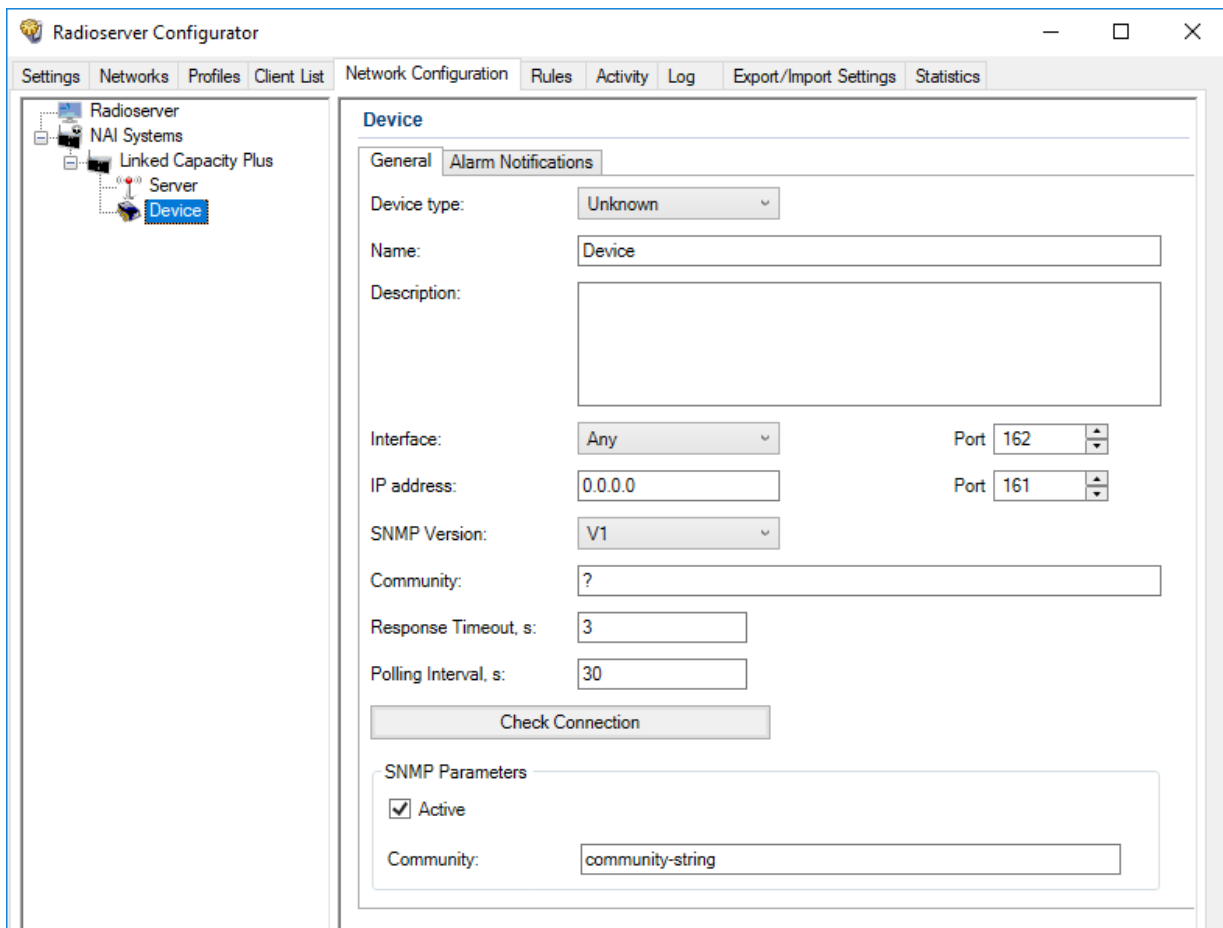 Radioserver Configurator
Settings Networks Profiles Client List Network Configuration Rules Activity Log Export/Import Settings Statistics
Radioserver
NAI Systems
Linked Capacity Plus
Server
Device
Device
General Alarm Notifications
Device type: Unknown
Name: Device
Description:
Interface: Any Port 162
IP address: 0.0.0.0 Port 161
SNMP Version: V1
Community: ?
Response Timeout, s: 3
Polling Interval, s: 30
Check Connection
SNMP Parameters
Active
Community: community-string